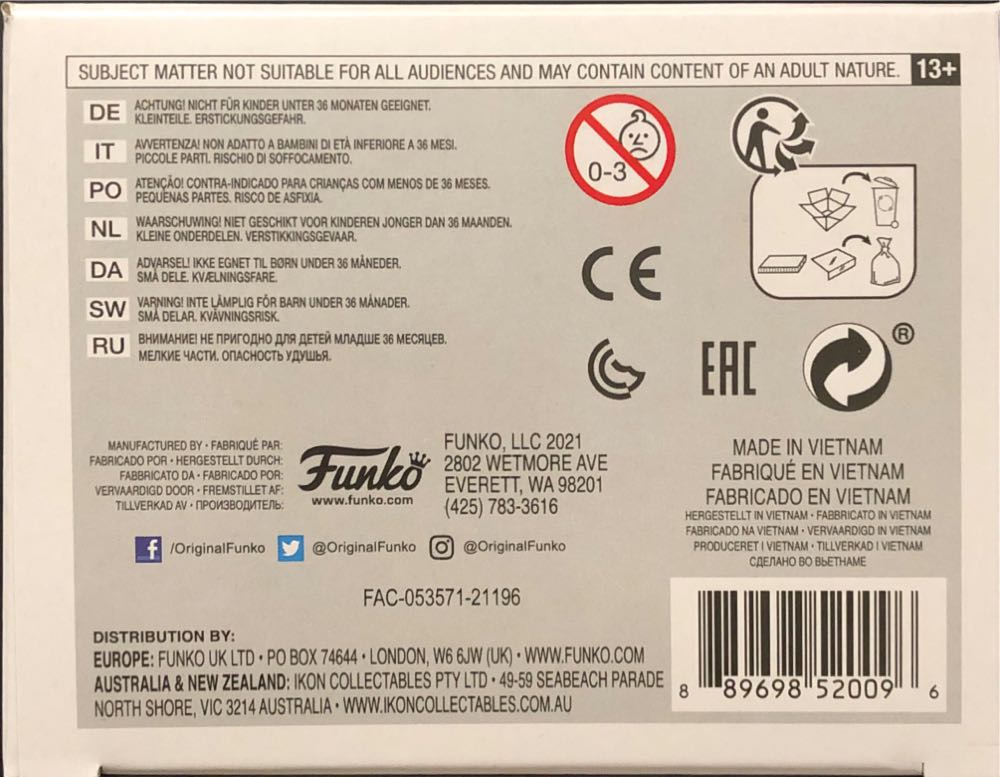 SUBJECT MATTER NOT SUITABLE FOR ALL AUDIENCES AND MAY CONTAIN CONTENT OF AN ADULT NATURE. 13+
DE ACHTUNG! NICHT FÜR KINDER UNTER 36 MONATEN GEEIGNET.
KLEINTEILE. ERSTICKUNGSGEFAHR.
IT AVVERTENZA! NON ADATTO A BAMBINI DI ETÀ INFERIORE A 36 MESI.
PICCOLE PARTI. RISCHIO DI SOFFOCAMENTO.
PO ATENÇÃO! CONTRA-INDICADO PARA CRIANÇAS COM MENOS DE 36 MESES.
PEQUENAS PARTES. RISCO DE ASFIXIA.
NL WAARSCHUWING! NIET GESCHIKT VOOR KINDEREN JONGER DAN 36 MAANDEN.
KLEINE ONDERDELEN. VERSTIKKINGSGEVAAR.
DA ADVARSEL! IKKE EGNET TIL BØRN UNDER 36 MÅNEDER.
SMÅ DELE. KVÆLNINGSFARE.
SW VARNING! INTE LÄMPLIG FÖR BARN UNDER 36 MÅNADER.
SMÅ DELAR. KVÄVNINGSRISK.
RU ВНИМАНИЕ! НЕ ПРИГОДНО ДЛЯ ДЕТЕЙ МЛАДШЕ 36 МЕСЯЦЕВ.
МЕЛКИЕ ЧАСТИ. ОПАСНОСТЬ УДУШЬЯ.
0-3
CE
EAC
®
MANUFACTURED BY • FABRIQUÉ PAR:
FABRICADO POR • HERGESTELLT DURCH:
FABBRICATO DA • FABRICADO POR:
VERVAARDIGD DOOR • FREMSTILLET AF:
TILLVERKAD AV • ПРОИЗВОДИТЕЛЬ:
Funko
www.funko.com
FUNKO, LLC 2021
2802 WETMORE AVE
EVERETT, WA 98201
(425) 783-3616
MADE IN VIETNAM
FABRIQUÉ EN VIETNAM
FABRICADO EN VIETNAM
HERGESTELLT IN VIETNAM • FABBRICATO IN VIETNAM
FABRICADO NA VIETNAM • VERVAARDIGD IN VIETNAM
PRODUCERET I VIETNAM • TILLVERKAD I VIETNAM
СДЕЛАНО ВО ВЬЕТНАМЕ
/OriginalFunko @OriginalFunko @OriginalFunko
FAC-053571-21196
DISTRIBUTION BY:
EUROPE: FUNKO UK LTD • PO BOX 74644 • LONDON, W6 6JW (UK) • WWW.FUNKO.COM
AUSTRALIA & NEW ZEALAND: IKON COLLECTABLES PTY LTD • 49-59 SEABEACH PARADE
NORTH SHORE, VIC 3214 AUSTRALIA • WWW.IKONCOLLECTABLES.COM.AU
8 89698 52009 6